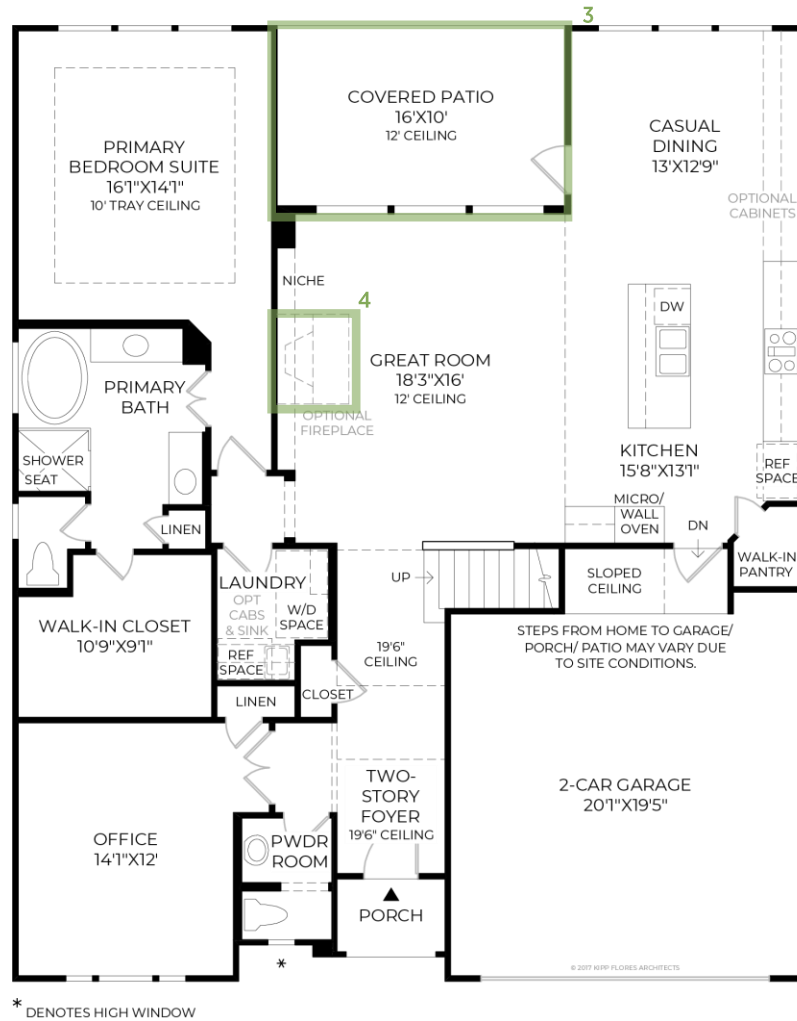 3
COVERED PATIO
16'X10'
12' CEILING
PRIMARY
BEDROOM SUITE
16'1"X14'1"
10' TRAY CEILING
CASUAL
DINING
13'X12'9"
OPTIONAL
CABINETS
NICHE
4
DW
GREAT ROOM
18'3"X16'
12' CEILING
OPTIONAL
FIREPLACE
PRIMARY
BATH
SHOWER
SEAT
LINEN
KITCHEN
15'8"X13'1"
REF
SPACE
MICRO/
WALL
OVEN
DN
WALK-IN
PANTRY
LAUNDRY
OPT
CABS
& SINK
W/D
SPACE
REF
SPACE
UP
SLOPED
CEILING
WALK-IN CLOSET
10'9"X9'1"
19'6"
CEILING
STEPS FROM HOME TO GARAGE/
PORCH/ PATIO MAY VARY DUE
TO SITE CONDITIONS.
LINEN
CLOSET
TWO-
STORY
FOYER
19'6" CEILING
2-CAR GARAGE
20'1"X19'5"
OFFICE
14'1"X12'
PWDR
ROOM
PORCH
*
© 2017 KIPP FLORES ARCHITECTS
* DENOTES HIGH WINDOW